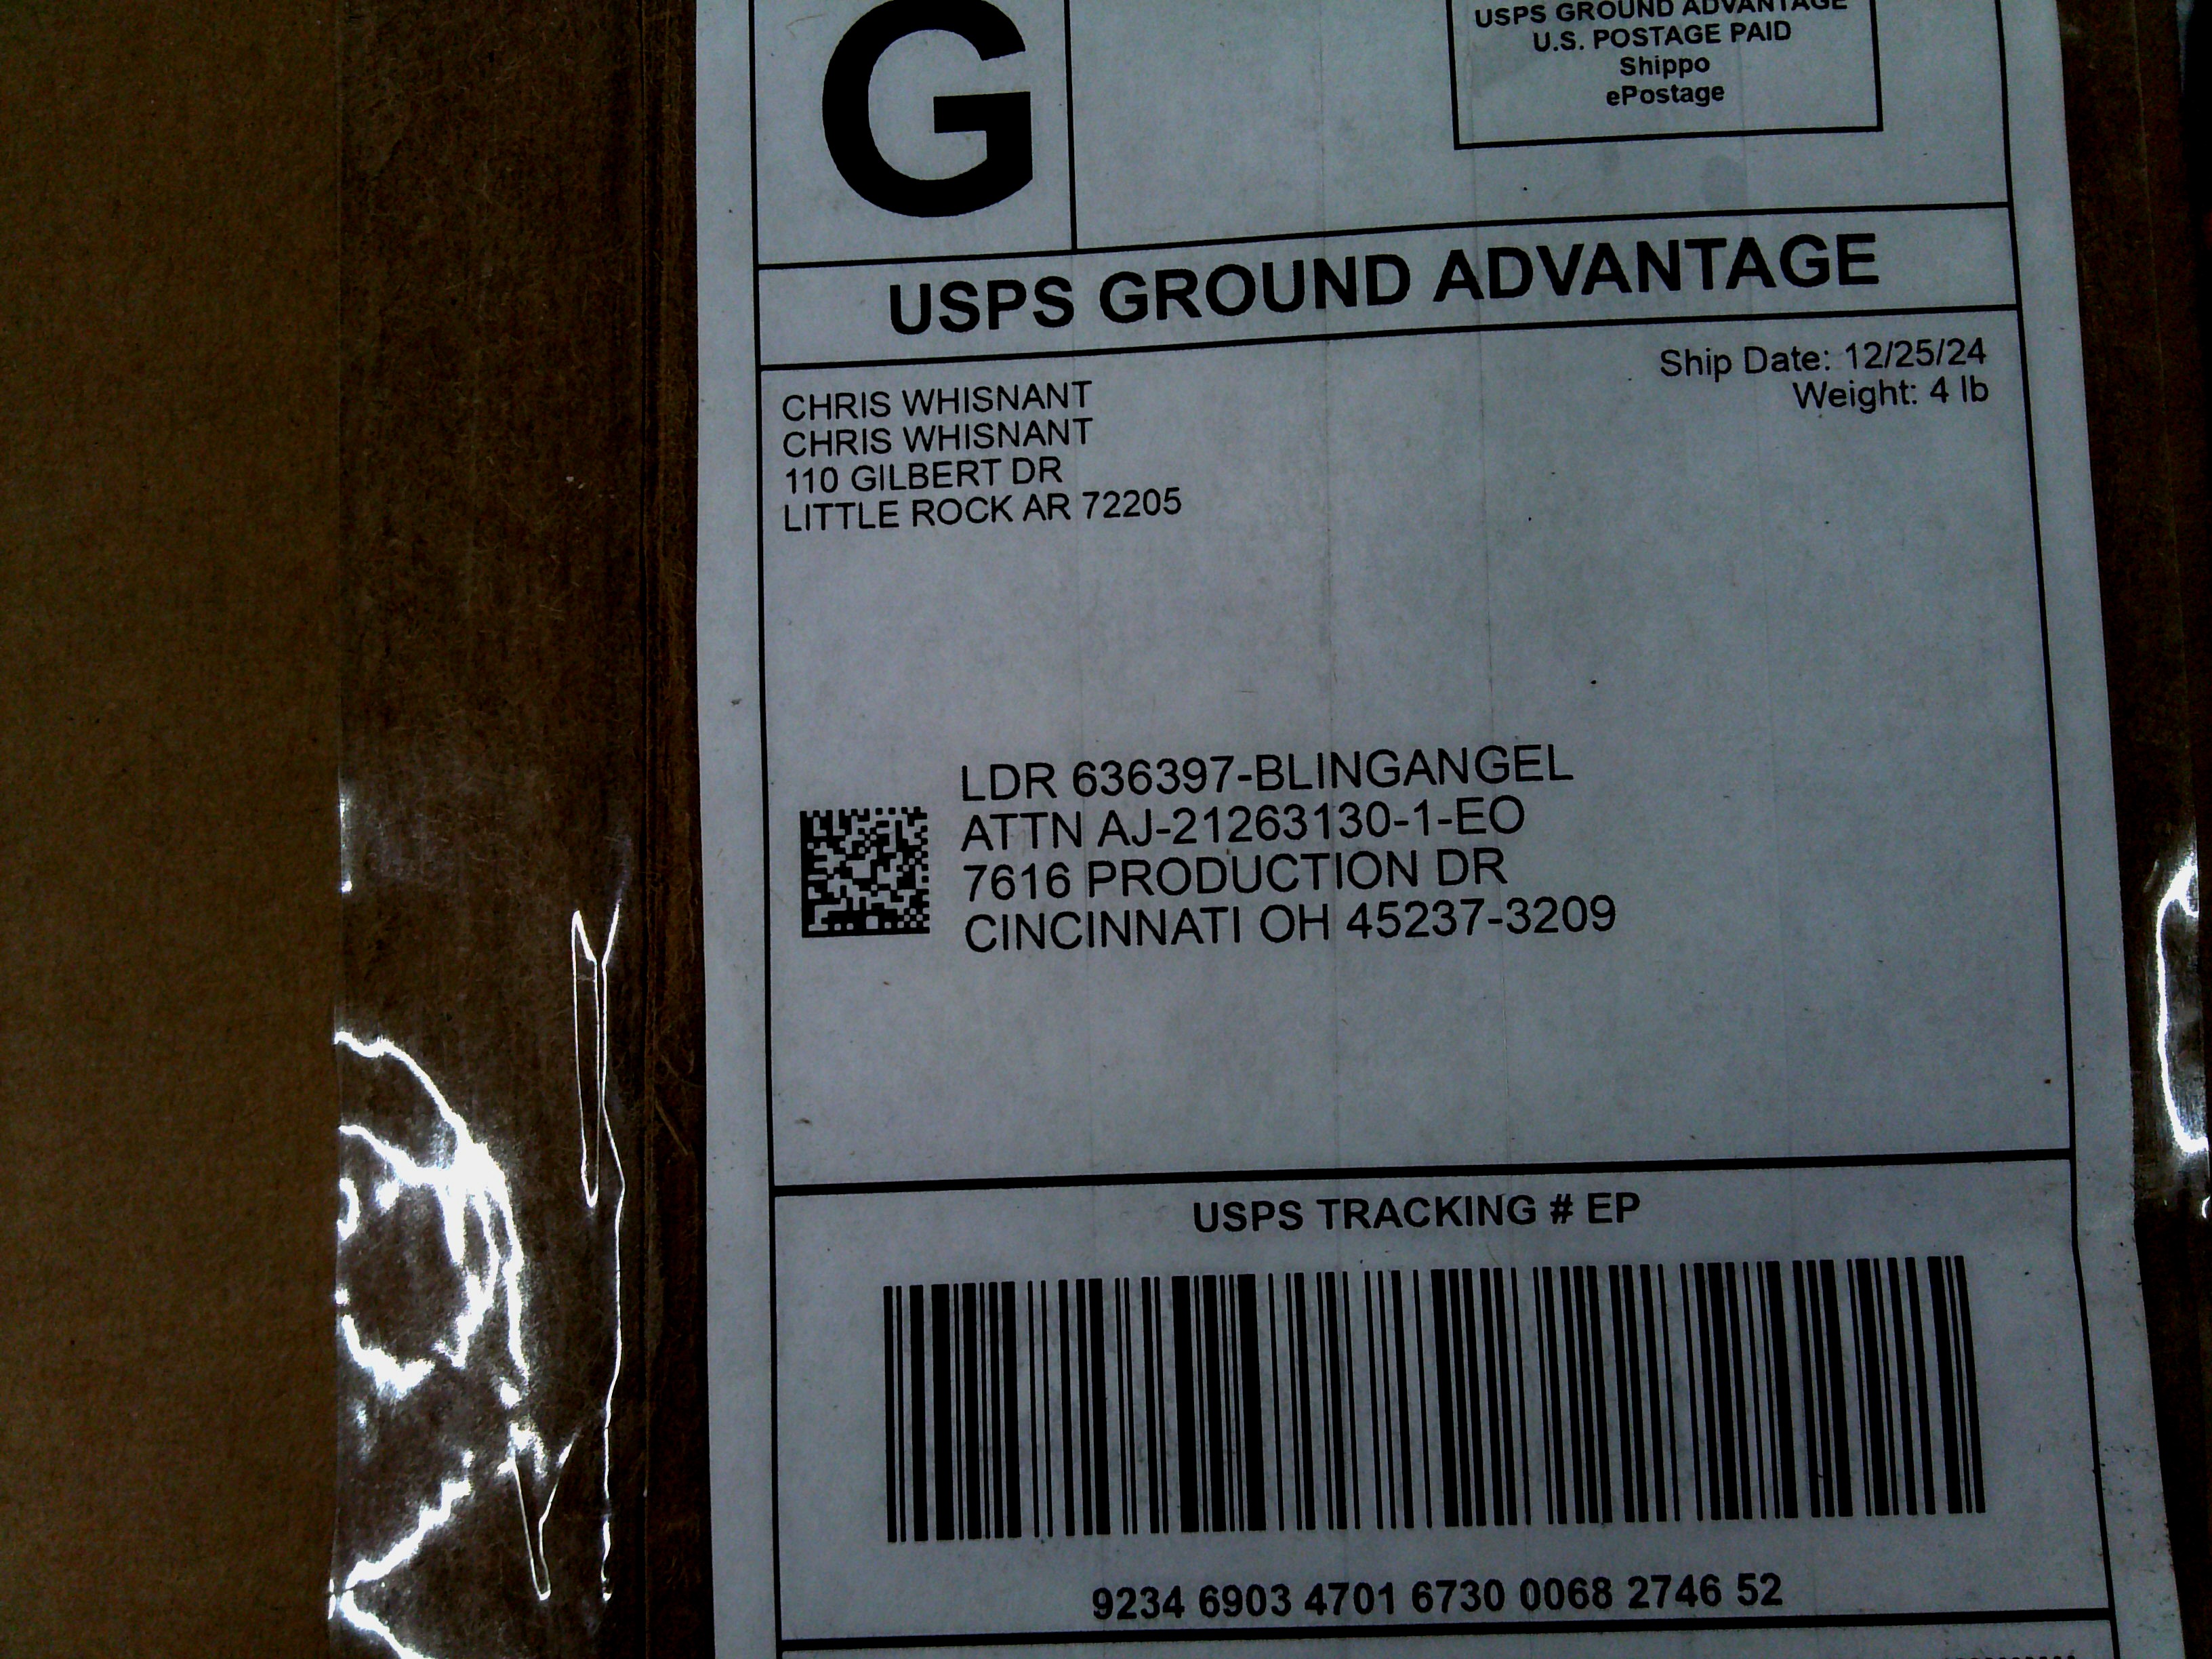 G
USPS GROUND ADVANTAGE
U.S. POSTAGE PAID
Shippo
ePostage
USPS GROUND ADVANTAGE
Ship Date: 12/25/24
Weight: 4 lb
CHRIS WHISNANT
CHRIS WHISNANT
110 GILBERT DR
LITTLE ROCK AR 72205
LDR 636397-BLINGANGEL
ATTN AJ-21263130-1-EO
7616 PRODUCTION DR
CINCINNATI OH 45237-3209
USPS TRACKING # EP
9234 6903 4701 6730 0068 2746 52